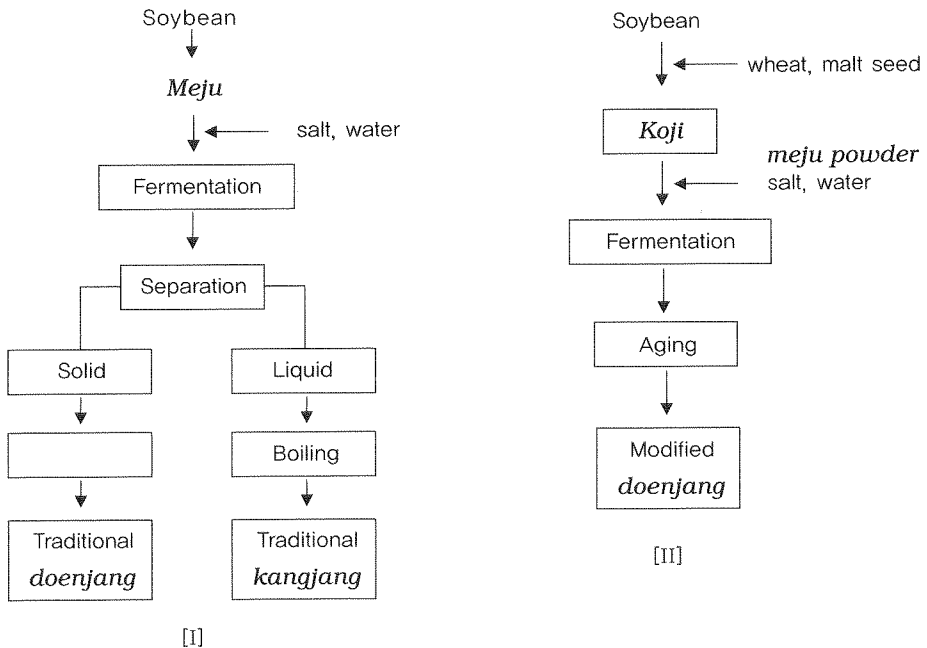 Soybean
Meju
salt, water
Fermentation
Separation
Solid
Liquid
Boiling
Traditional
doenjang
Traditional
kangjang
[I]
Soybean
wheat, malt seed
Koji
meju powder
salt, water
Fermentation
Aging
Modified
doenjang
[II]